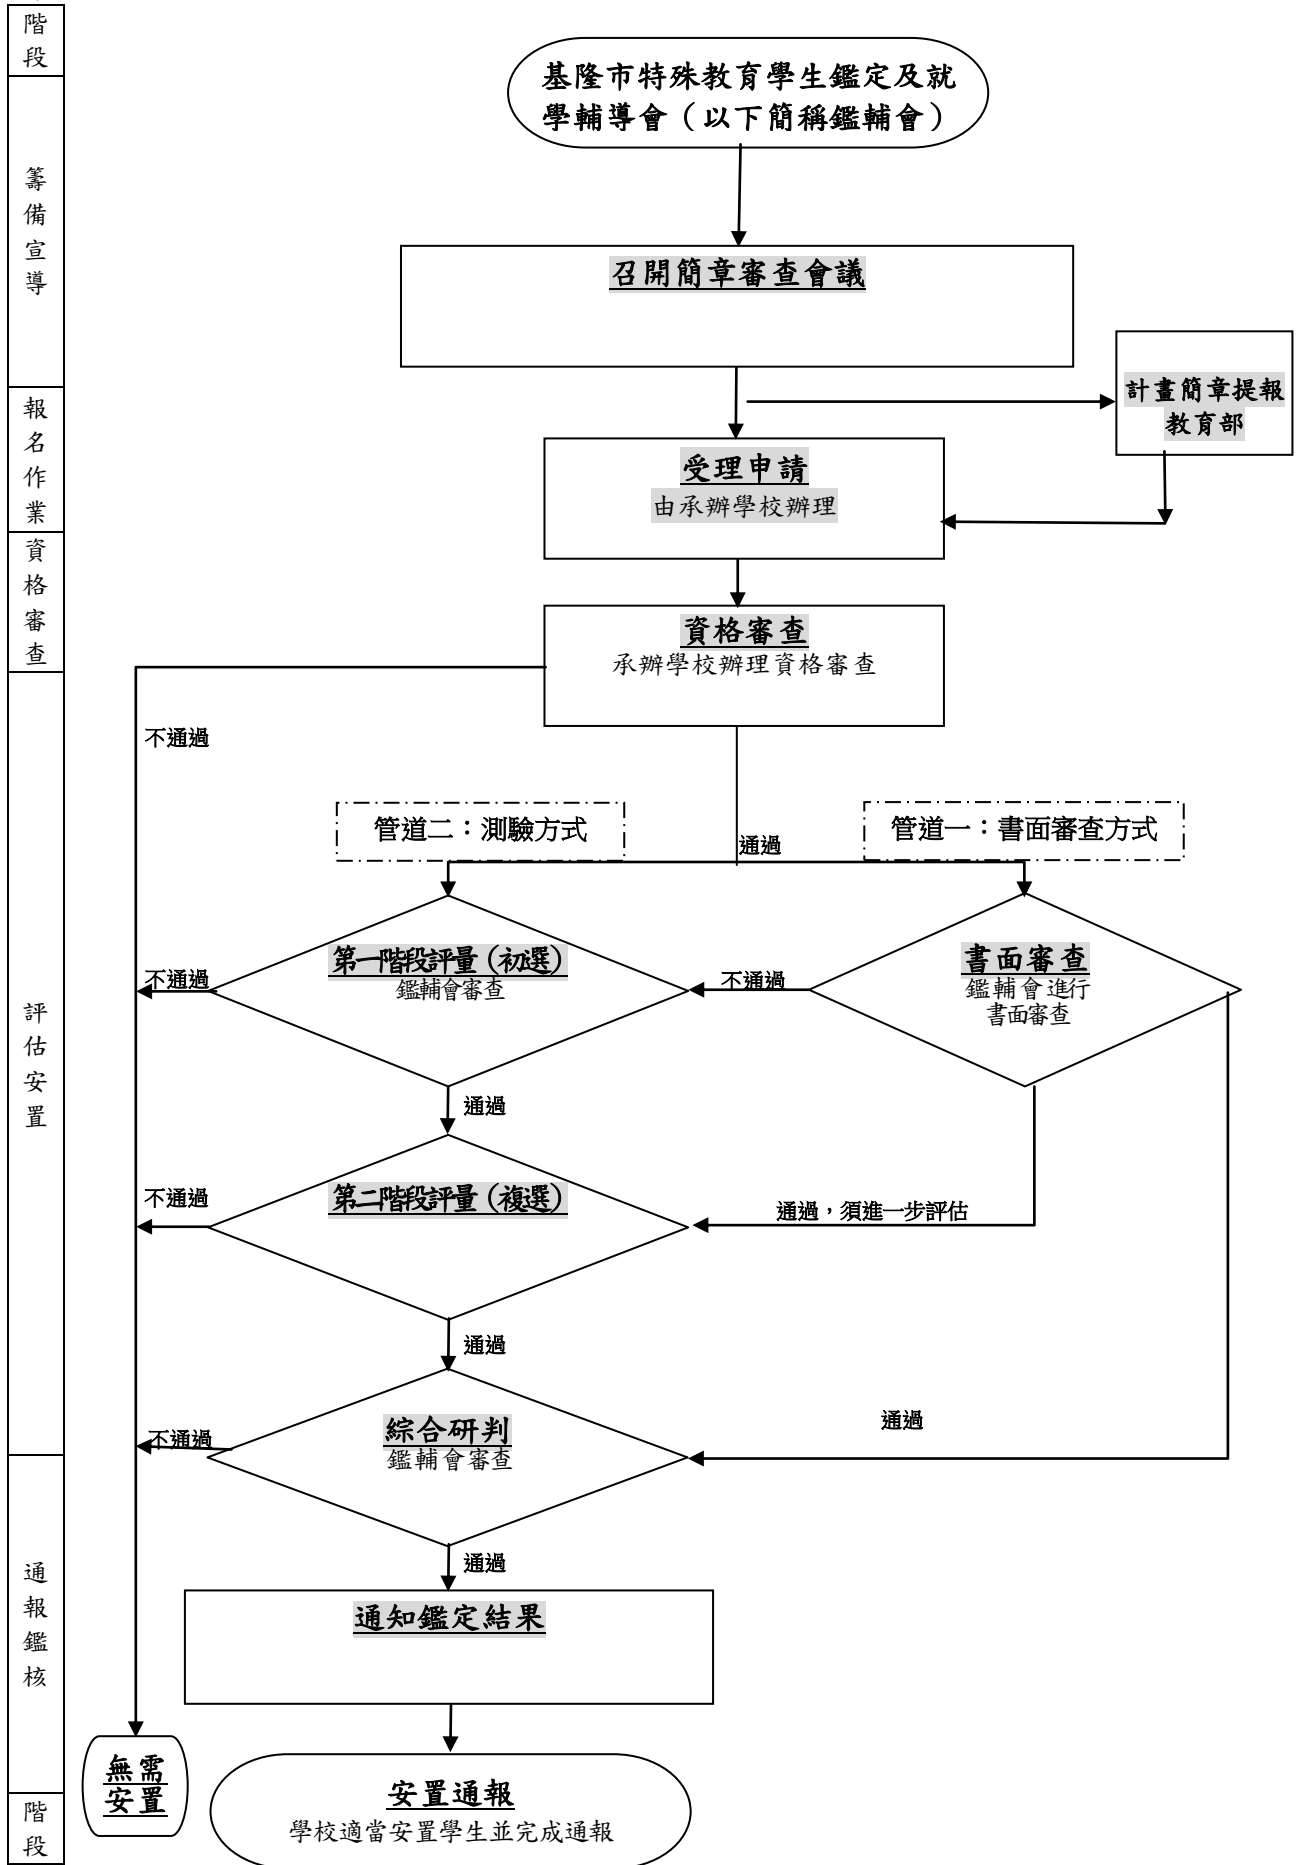 階
段
基隆市特殊教育學生鑑定及就
學輔導會（以下簡稱鑑輔會）
籌
備
宣
導
召開簡章審查會議
計畫簡章提報
教育部
報
名
作
業
受理申請
由承辦學校辦理
資
格
審
查
資格審查
承辦學校辦理資格審查
不通過
管道二：測驗方式
通過
管道一：書面審查方式
第一階段評量(初選)
鑑輔會審查
不通過
不通過
書面審查
鑑輔會進行
書面審查
評
估
安
置
通過
第二階段評量(複選)
不通過
通過，須進一步評估
通過
綜合研判
鑑輔會審查
不通過
通過
通過
通
報
鑑
核
通知鑑定結果
無需
安置
安置通報
學校適當安置學生並完成通報
階
段